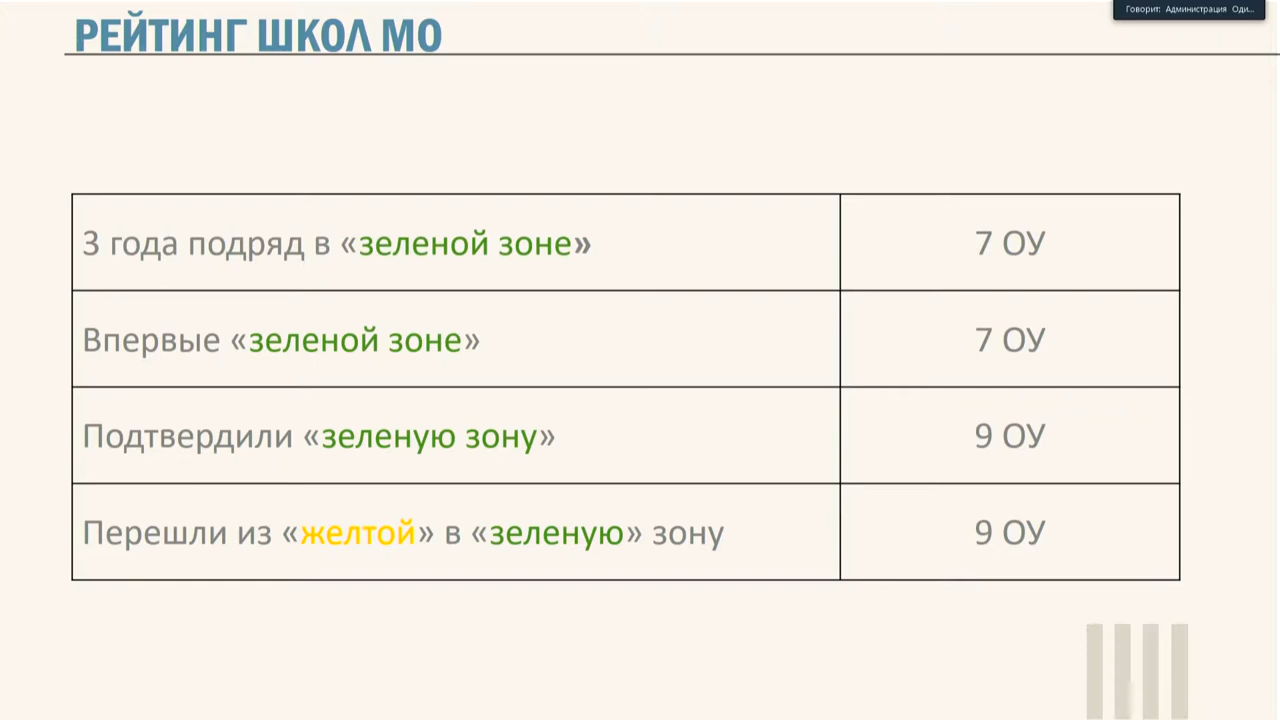 Говорит: Администрация Оди...
РЕЙТИНГ ШКОЛ МО
3 года подряд в «зеленой зоне»
7 ОУ
Впервые «зеленой зоне»
7 ОУ
Подтвердили «зеленую зону»
9 ОУ
Перешли из «желтой» в «зеленую» зону
9 ОУ